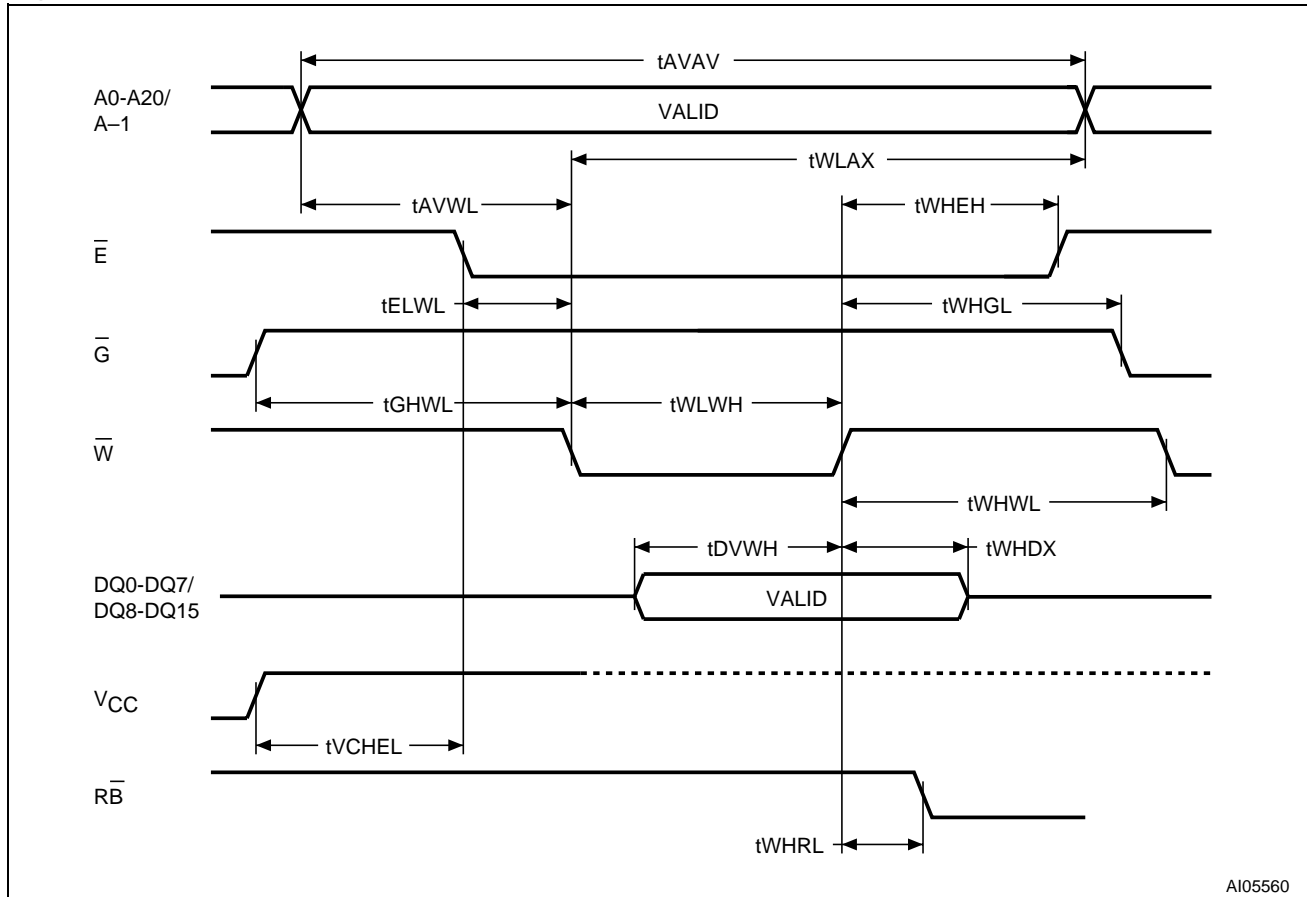 tAVAV
A0-A20/
A–1
VALID
tWLAX
tAVWL
tWHEH
E̅
tELWL
tWHGL
G̅
tGHWL
tWLWH
W̅
tWHWL
tDVWH
tWHDX
DQ0-DQ7/
DQ8-DQ15
VALID
VCC
tVCHEL
RB̅
tWHRL
AI05560